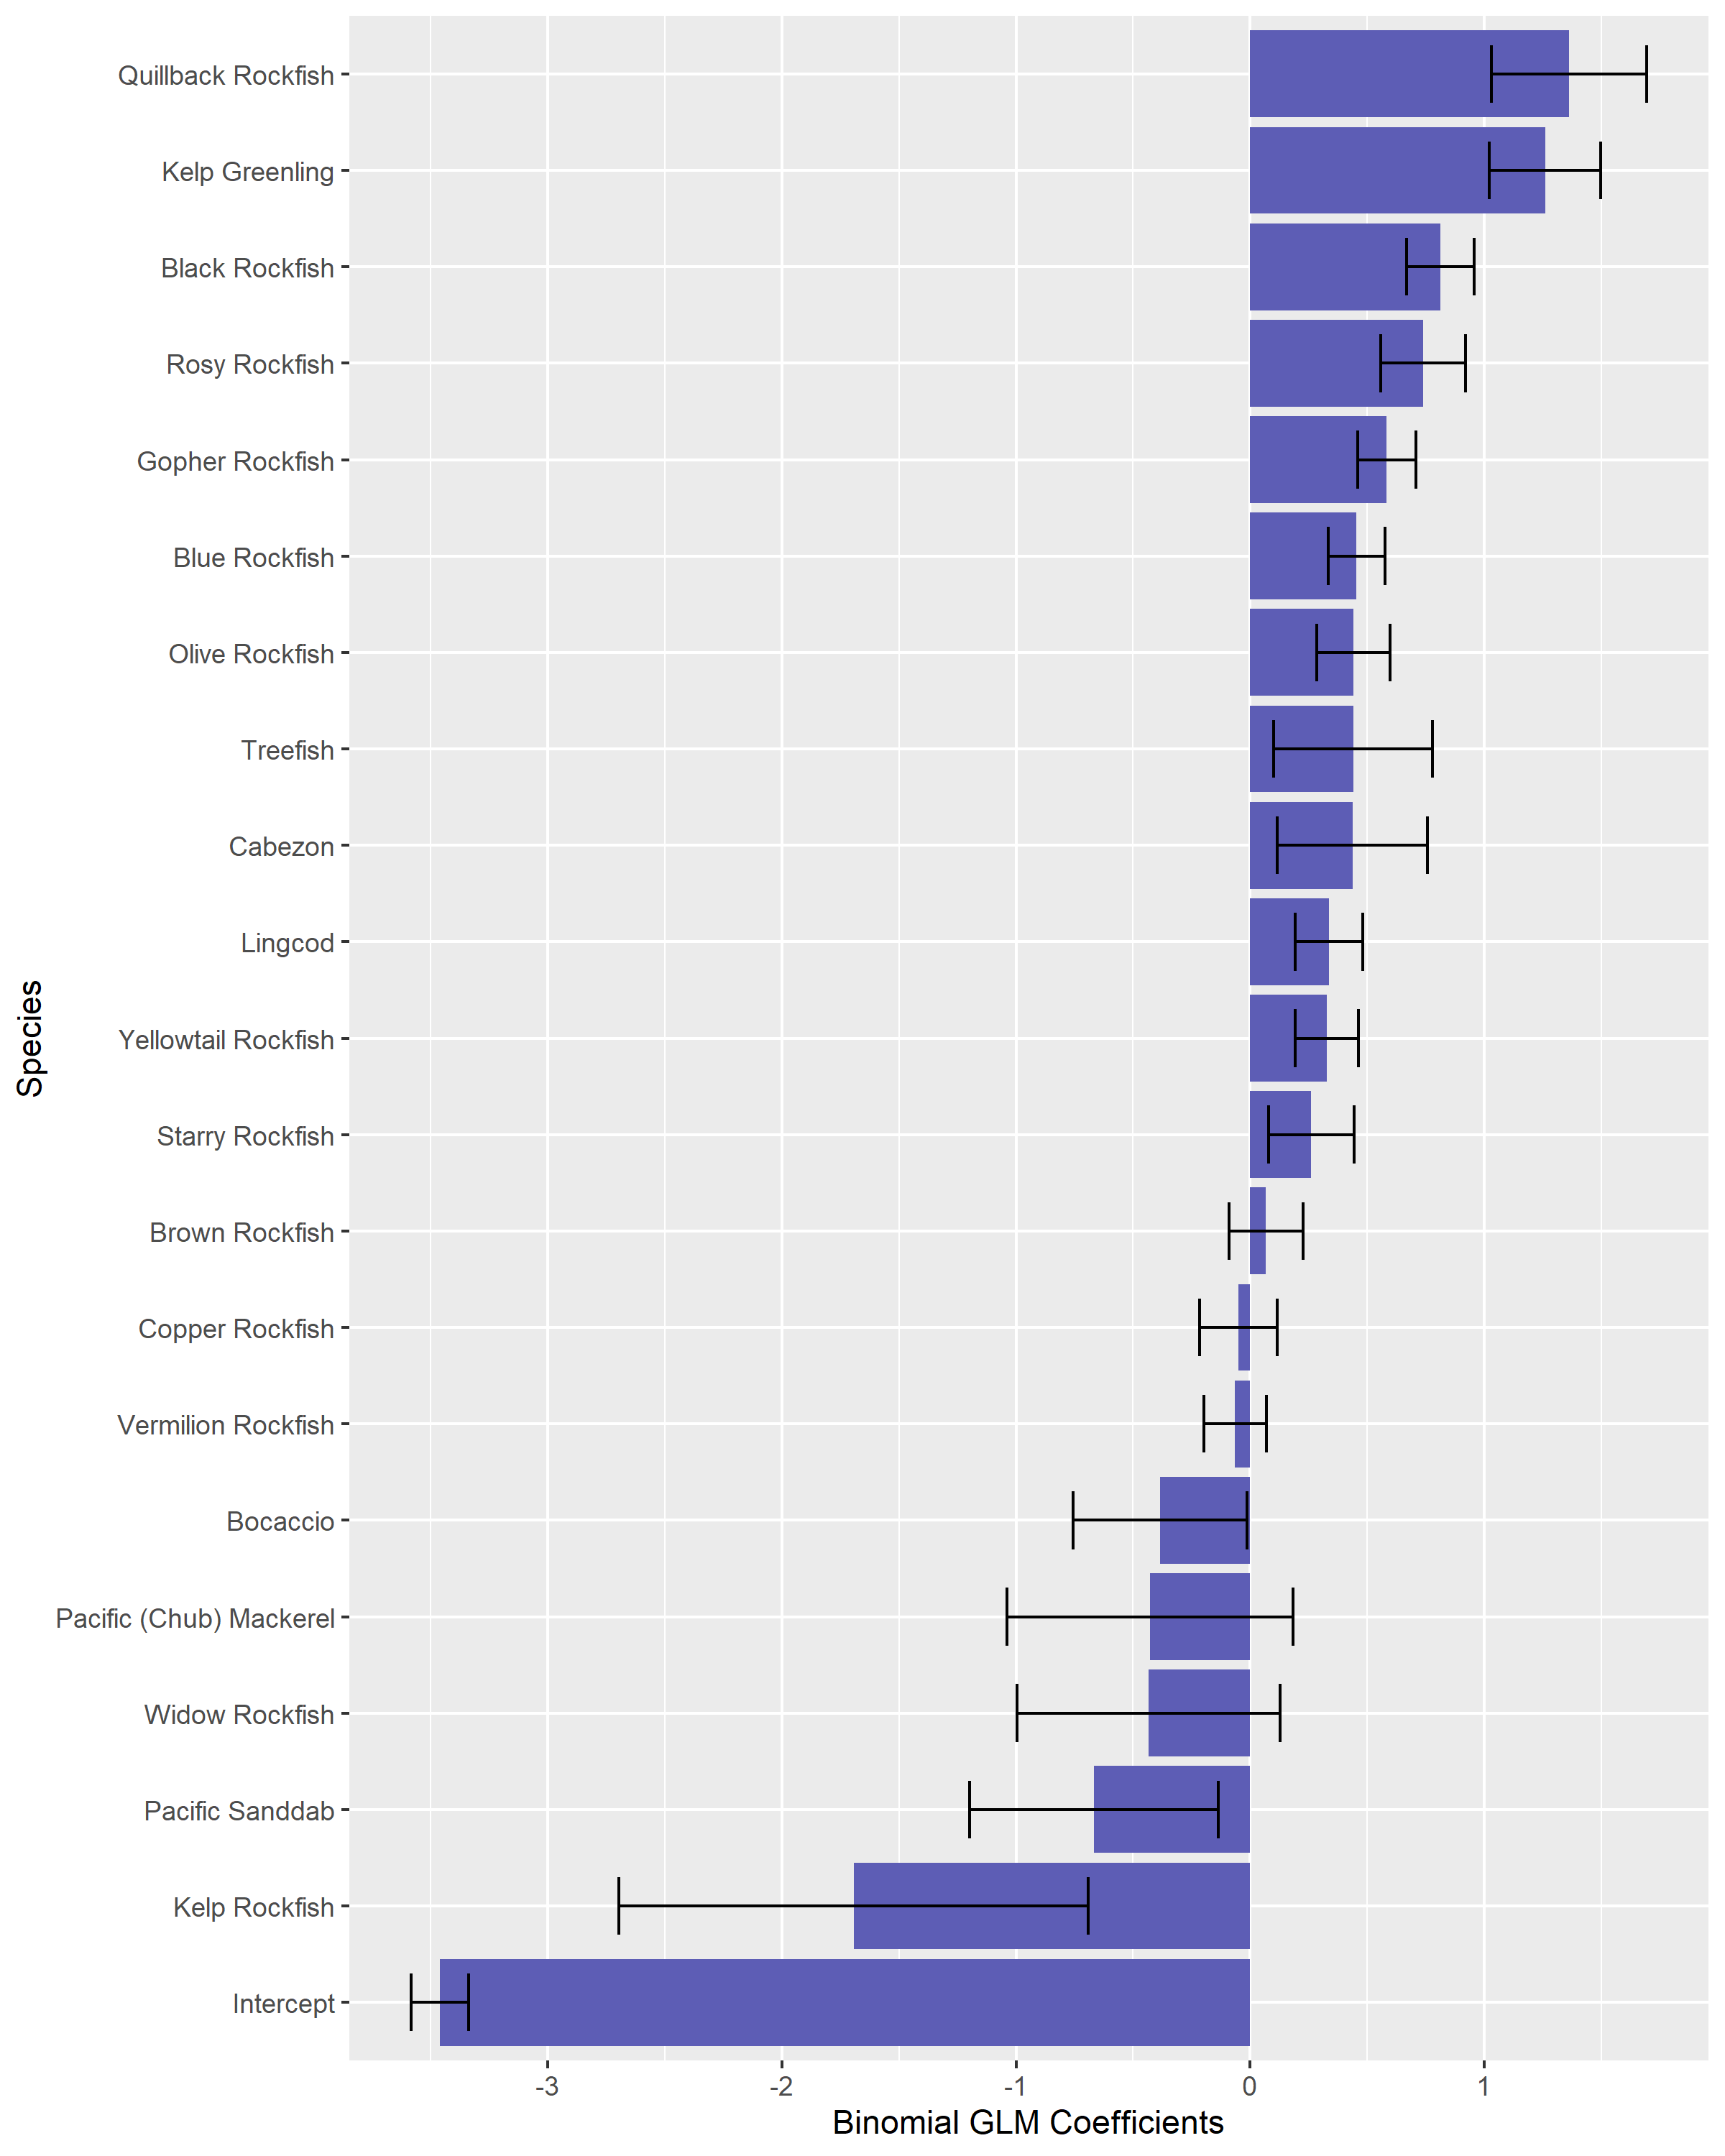 Quillback Rockfish
Kelp Greenling
Black Rockfish
Rosy Rockfish
Gopher Rockfish
Blue Rockfish
Olive Rockfish
Treefish
Cabezon
Lingcod
Yellowtail Rockfish
Starry Rockfish
Brown Rockfish
Copper Rockfish
Vermilion Rockfish
Bocaccio
Pacific (Chub) Mackerel
Widow Rockfish
Pacific Sanddab
Kelp Rockfish
Intercept
Species
-3 -2 -1 0 1
Binomial GLM Coefficients